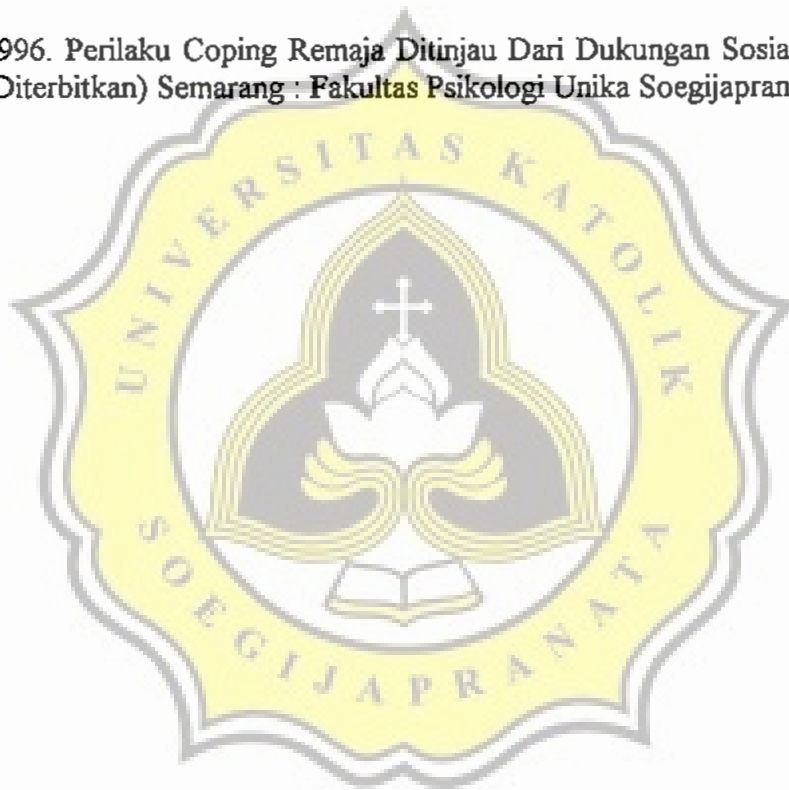 996. Perilaku Coping Remaja Ditinjau Dari Dukungan Sosia
Diterbitkan) Semarang : Fakultas Psikologi Unika Soegijapran
UNIVERSITAS KATOLIK
SOEGIJAPRANATA